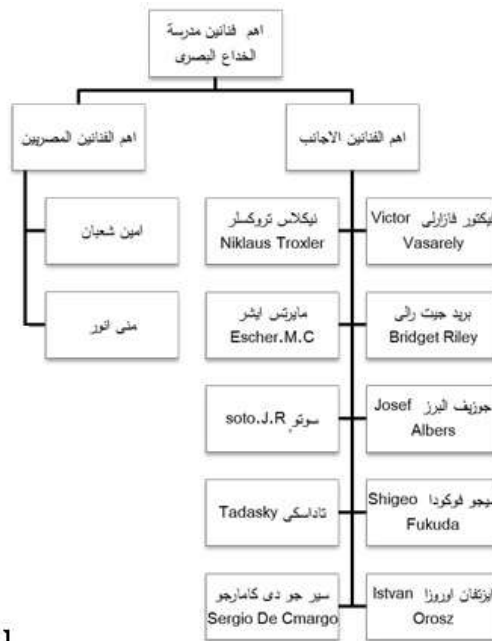 اهم فنانين مدرسة
الخداع البصرى
اهم الفنانين الاجانب
اهم الفنانين المصريين
فيكتور فازارلى Victor
Vasarely
نيكلاس تروكسلر
Niklaus Troxler
امين شعبان
بريد جيت رالى
Bridget Riley
مايرتس ايشر
Escher.M.C
منى انور
جوزيف البرز Josef
Albers
سوتو soto.J.R
فوكودا Shigeo
Fukuda
تاداسكى Tadasky
ايزتفان اوروزا Istvan
Orosz
سير جو دى كامارجو
Sergio De Cmargo